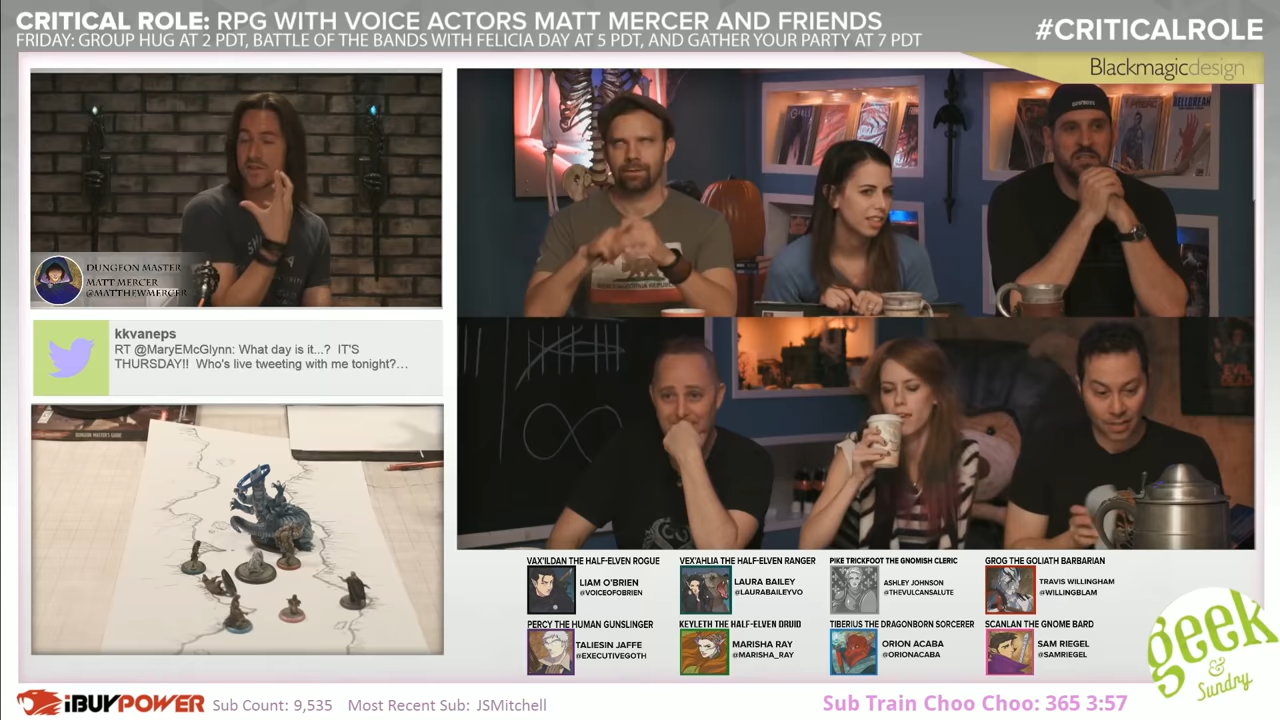 CRITICAL ROLE: RPG WITH VOICE ACTORS MATT MERCER AND FRIENDS
FRIDAY: GROUP HUG AT 2 PDT, BATTLE OF THE BANDS WITH FELICIA DAY AT 5 PDT, AND GATHER YOUR PARTY AT 7 PDT
#CRITICALROLE
Blackmagicdesign
DUNGEON MASTER
MATT MERCER
@MATTHEWMERCER
kkvaneps
RT @MaryEMcGlynn: What day is it...? IT'S
THURSDAY!! Who's live tweeting with me tonight?...
DUNGEON MASTER'S GUIDE
EVIL
DEAD
VAX'ILDAN THE HALF-ELVEN ROGUE
LIAM O'BRIEN
@VOICEOFOBRIEN
VEX'AHLIA THE HALF-ELVEN RANGER
LAURA BAILEY
@LAURABAILEYVO
PIKE TRICKFOOT THE GNOMISH CLERIC
ASHLEY JOHNSON
@THEVULCANSALUTE
GROG THE GOLIATH BARBARIAN
TRAVIS WILLINGHAM
@WILLINGBLAM
PERCY THE HUMAN GUNSLINGER
TALIESIN JAFFE
@EXECUTIVEGOTH
KEYLETH THE HALF-ELVEN DRUID
MARISHA RAY
@MARISHA_RAY
TIBERIUS THE DRAGONBORN SORCERER
ORION ACABA
@ORIONACABA
SCANLAN THE GNOME BARD
SAM RIEGEL
@SAMRIEGEL
geek
&
Sundry
iBUYPOWER
Sub Count: 9,535 Most Recent Sub: JSMitchell
Sub Train Choo Choo: 365 3:57